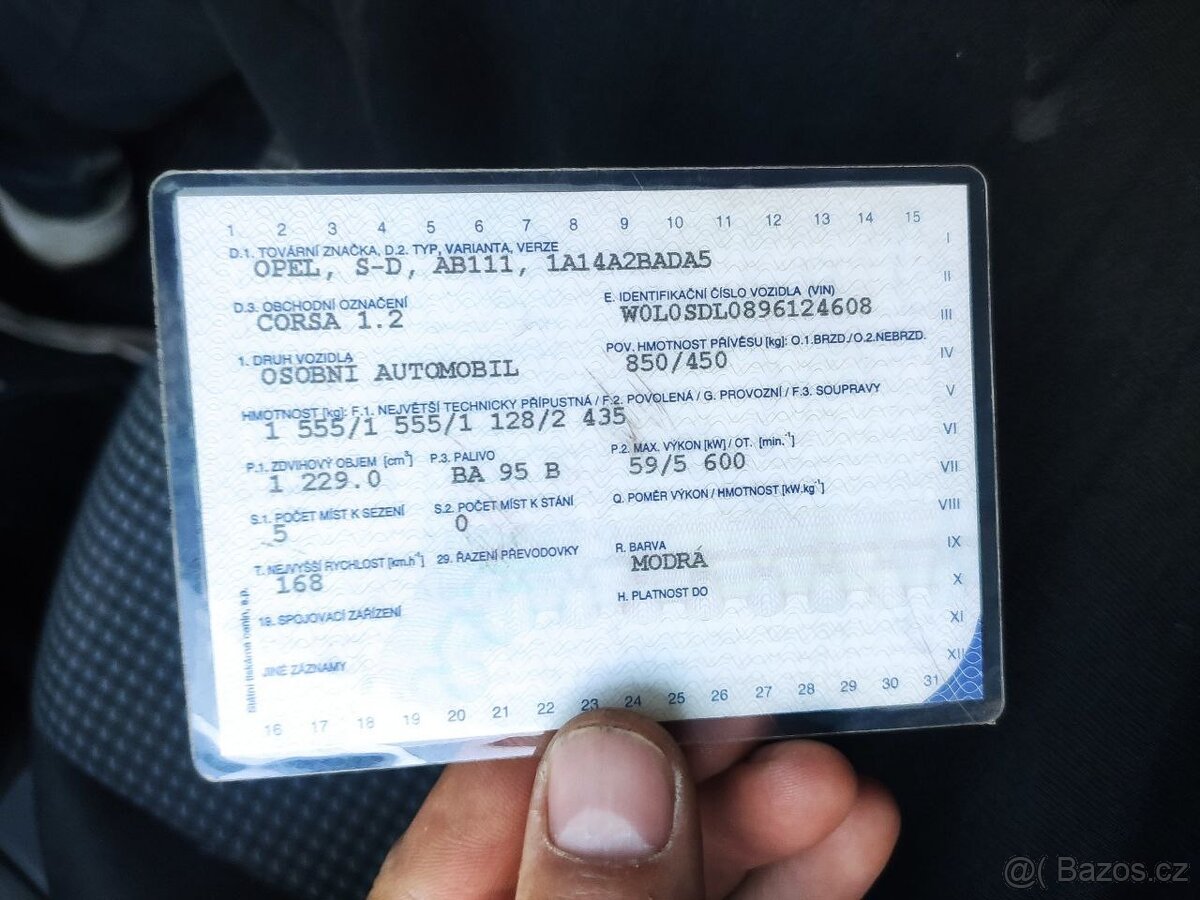 1 2 3 4 5 6 7 8 9 10 11 12 13 14 15
D.1. TOVÁRNÍ ZNAČKA, D.2. TYP, VARIANTA, VERZE
OPEL, S-D, AB111, 1A14A2BADA5
I
II
D.3. OBCHODNÍ OZNAČENÍ
CORSA 1.2
E. IDENTIFIKAČNÍ ČÍSLO VOZIDLA (VIN)
W0L0SDL0896124608
III
1. DRUH VOZIDLA
OSOBNÍ AUTOMOBIL
POV. HMOTNOST PŘÍVĚSU [kg]: O.1.BRZD./O.2.NEBRZD.
850/450
IV
HMOTNOST [kg]: F.1. NEJVĚTŠÍ TECHNICKY PŘÍPUSTNÁ / F.2. POVOLENÁ / G. PROVOZNÍ / F.3. SOUPRAVY
1 555/1 555/1 128/2 435
V
VI
P.1. ZDVIHOVÝ OBJEM [cm³]
1 229.0
P.3. PALIVO
BA 95 B
P.2. MAX. VÝKON [kW] / OT. [min.⁻¹]
59/5 600
VII
S.1. POČET MÍST K SEZENÍ
5
S.2. POČET MÍST K STÁNÍ
0
Q. POMĚR VÝKON / HMOTNOST [kW.kg⁻¹]
VIII
T. NEJVYŠŠÍ RYCHLOST [km.h⁻¹]
168
29. ŘAZENÍ PŘEVODOVKY
R. BARVA
MODRÁ
IX
X
18. SPOJOVACÍ ZAŘÍZENÍ
H. PLATNOST DO
XI
JINÉ ZÁZNAMY
XII
Státní tiskárna cenin, s.p.
16 17 18 19 20 21 22 23 24 25 26 27 28 29 30 31
@( Bazos.cz